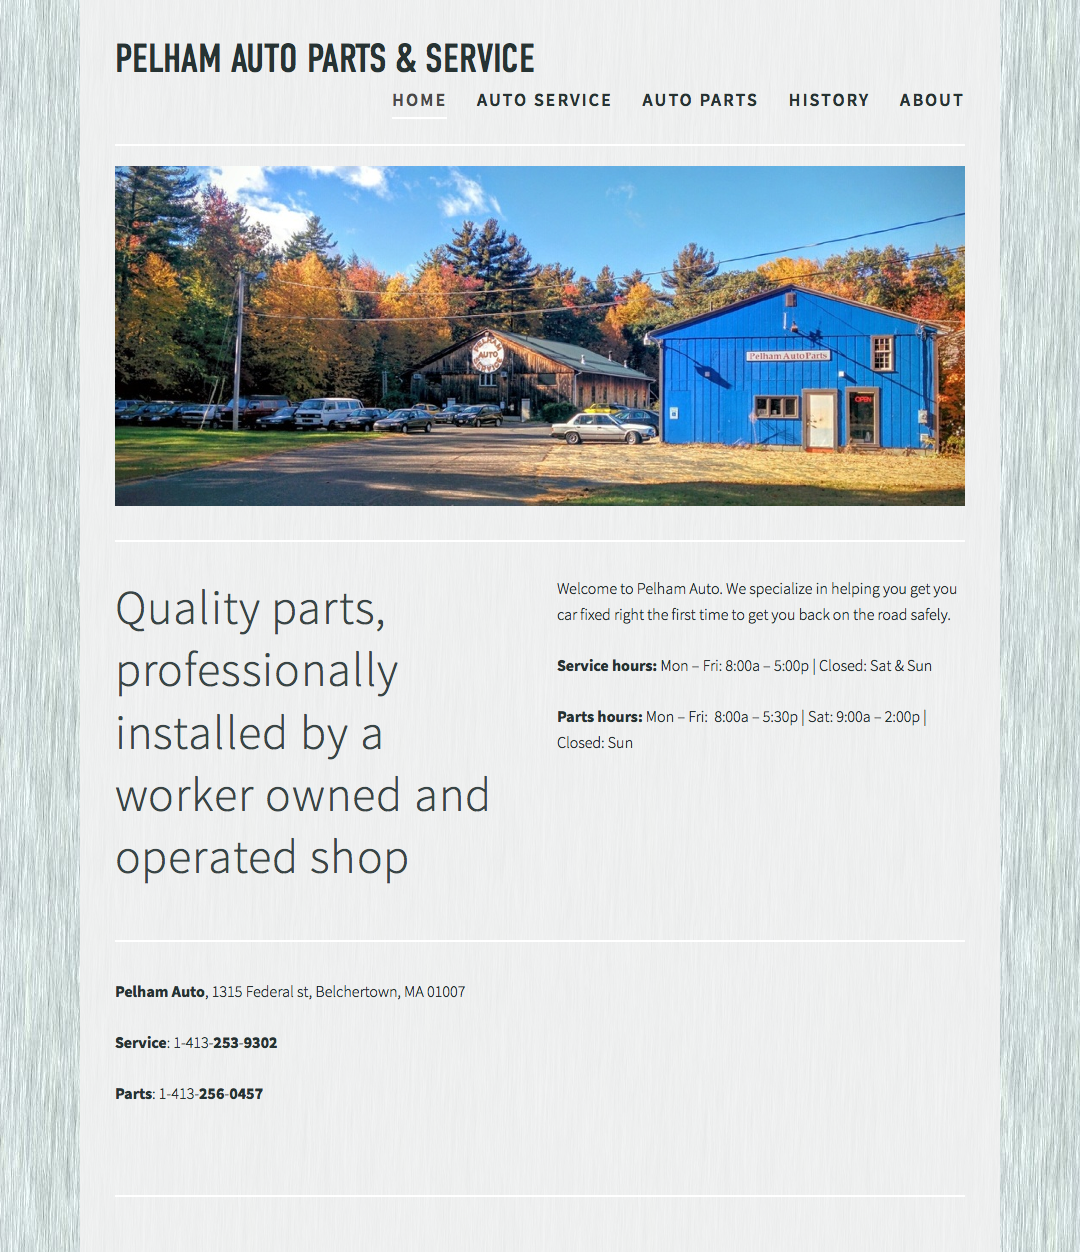 PELHAM AUTO PARTS & SERVICE
HOME AUTO SERVICE AUTO PARTS HISTORY ABOUT
PELHAM
AUTO
SERVICE
Pelham Auto Parts
OPEN
Quality parts,
professionally
installed by a
worker owned and
operated shop
Welcome to Pelham Auto. We specialize in helping you get you
car fixed right the first time to get you back on the road safely.
Service hours: Mon – Fri: 8:00a – 5:00p | Closed: Sat & Sun
Parts hours: Mon – Fri:  8:00a – 5:30p | Sat: 9:00a – 2:00p |
Closed: Sun
Pelham Auto, 1315 Federal st, Belchertown, MA 01007
Service: 1-413-253-9302
Parts: 1-413-256-0457